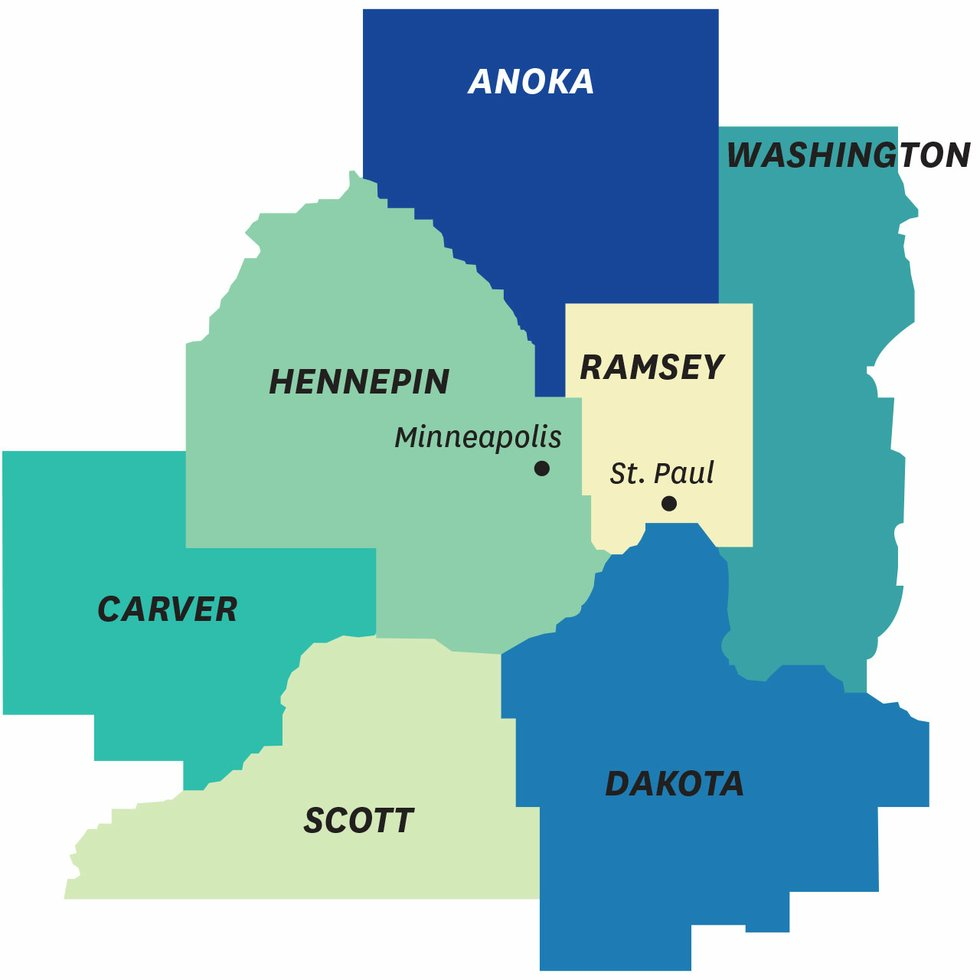 ANOKA
WASHINGTON
RAMSEY
HENNEPIN
Minneapolis
St. Paul
CARVER
DAKOTA
SCOTT